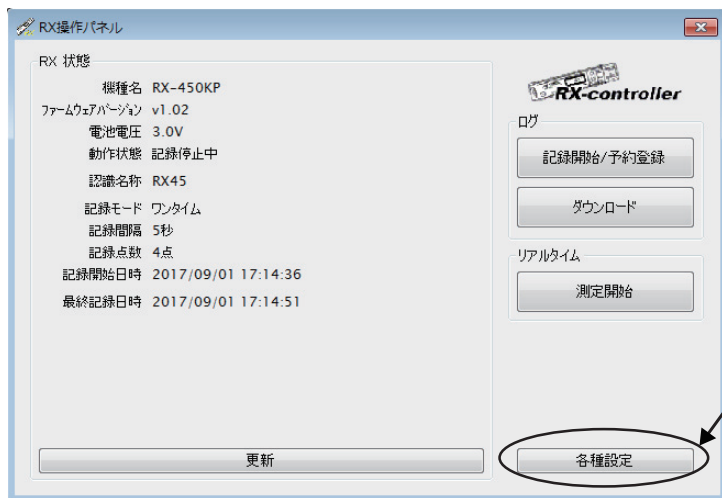 RX操作パネル
RX 状態
機種名 RX-450KP
ファームウェアバージョン v1.02
電池電圧 3.0V
動作状態 記録停止中
認識名称 RX45
記録モード ワンタイム
記録間隔 5秒
記録点数 4点
記録開始日時 2017/09/01 17:14:36
最終記録日時 2017/09/01 17:14:51
更新
RX-controller
ログ
記録開始/予約登録
ダウンロード
リアルタイム
測定開始
各種設定